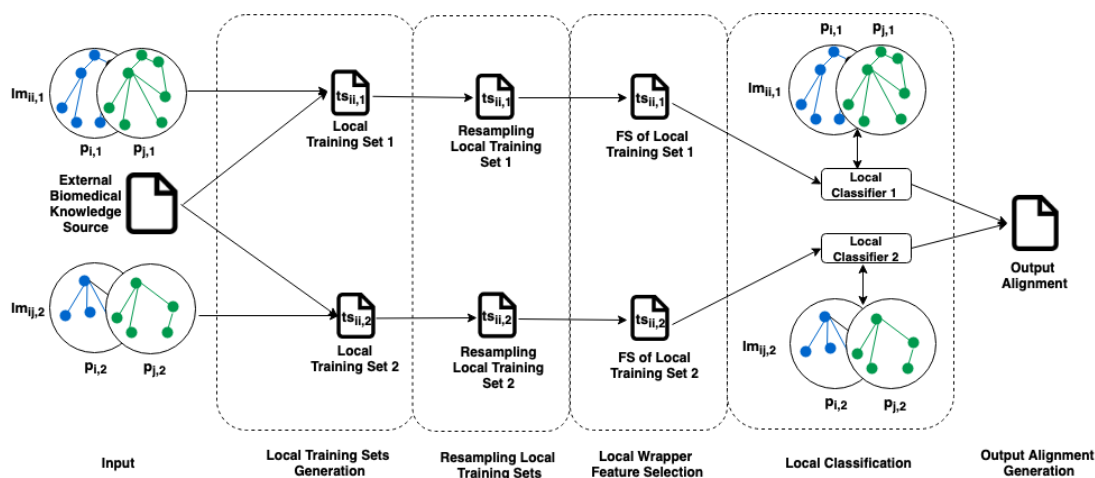 lm_ii,1
p_i,1
p_j,1
External
Biomedical
Knowledge
Source
lm_ij,2
p_i,2
p_j,2
ts_ii,1
Local
Training Set 1
ts_ii,2
Local
Training Set 2
ts_ii,1
Resampling
Local Training
Set 1
ts_ii,2
Resampling
Local Training
Set 2
ts_ii,1
FS of Local
Training Set 1
ts_ii,2
FS of Local
Training Set 2
p_i,1
p_j,1
lm_ii,1
Local
Classifier 1
Local
Classifier 2
lm_ij,2
p_i,2
p_j,2
Output
Alignment
Input
Local Training Sets
Generation
Resampling Local
Training Sets
Local Wrapper
Feature Selection
Local Classification
Output Alignment
Generation